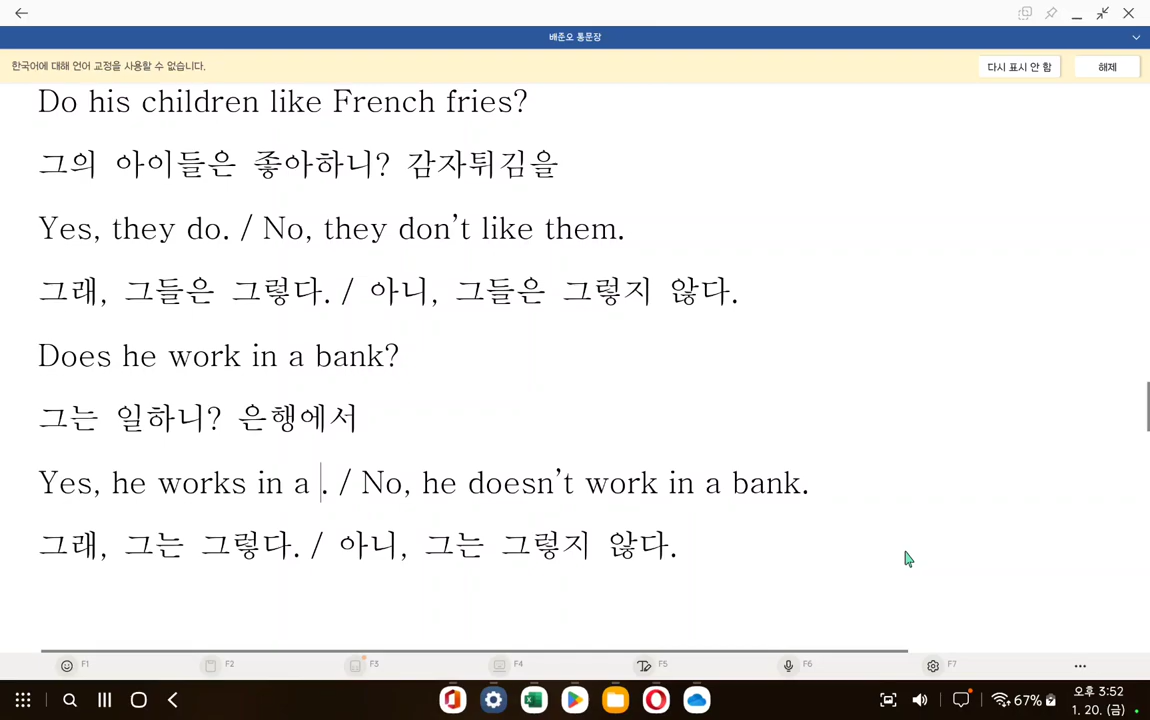 배준오 통문장
한국어에 대해 언어 교정을 사용할 수 없습니다. 다시 표시 안 함 해제
Do his children like French fries?
그의 아이들은 좋아하니? 감자튀김을
Yes, they do. / No, they don’t like them.
그래, 그들은 그렇다. / 아니, 그들은 그렇지 않다.
Does he work in a bank?
그는 일하니? 은행에서
Yes, he works in a . / No, he doesn’t work in a bank.
그래, 그는 그렇다. / 아니, 그는 그렇지 않다.
F1 F2 F3 F4 F5 F6 F7
67% 오후 3:52
1. 20. (금)